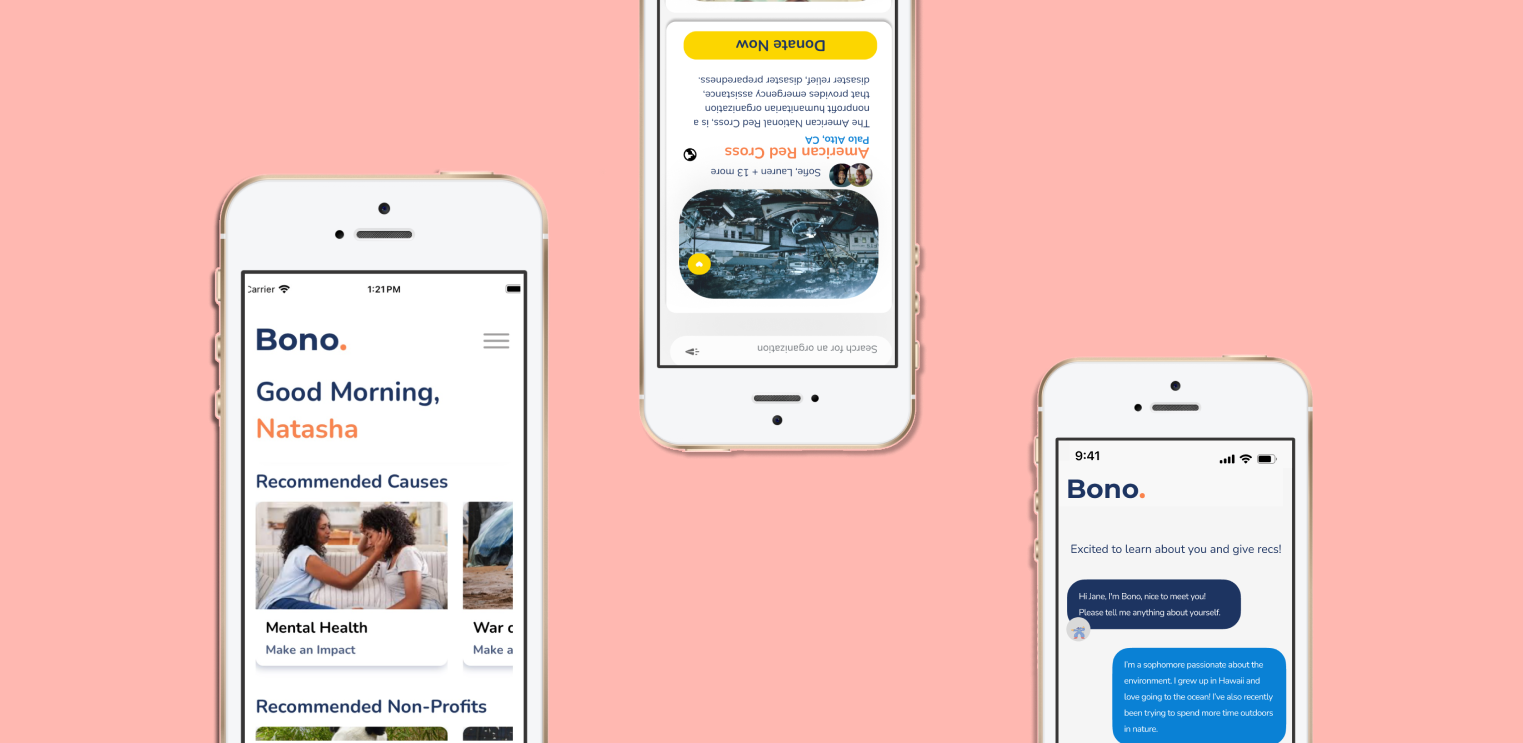 Carrier
1:21 PM
Bono.
Good Morning,
Natasha
Recommended Causes
Mental Health
Make an Impact
War
Make a
Recommended Non-Profits
Search for an organization
Sofie, Lauren + 13 more
American Red Cross
Palo Alto, CA
The American National Red Cross, is a
nonprofit humanitarian organization
that provides emergency assistance,
disaster relief, disaster preparedness.
Donate Now
9:41
Bono.
Excited to learn about you and give recs!
Hi Jane, I'm Bono, nice to meet you!
Please tell me anything about yourself.
I'm a sophomore passionate about the
environment. I grew up in Hawaii and
love going to the ocean! I've also recently
been trying to spend more time outdoors
in nature.